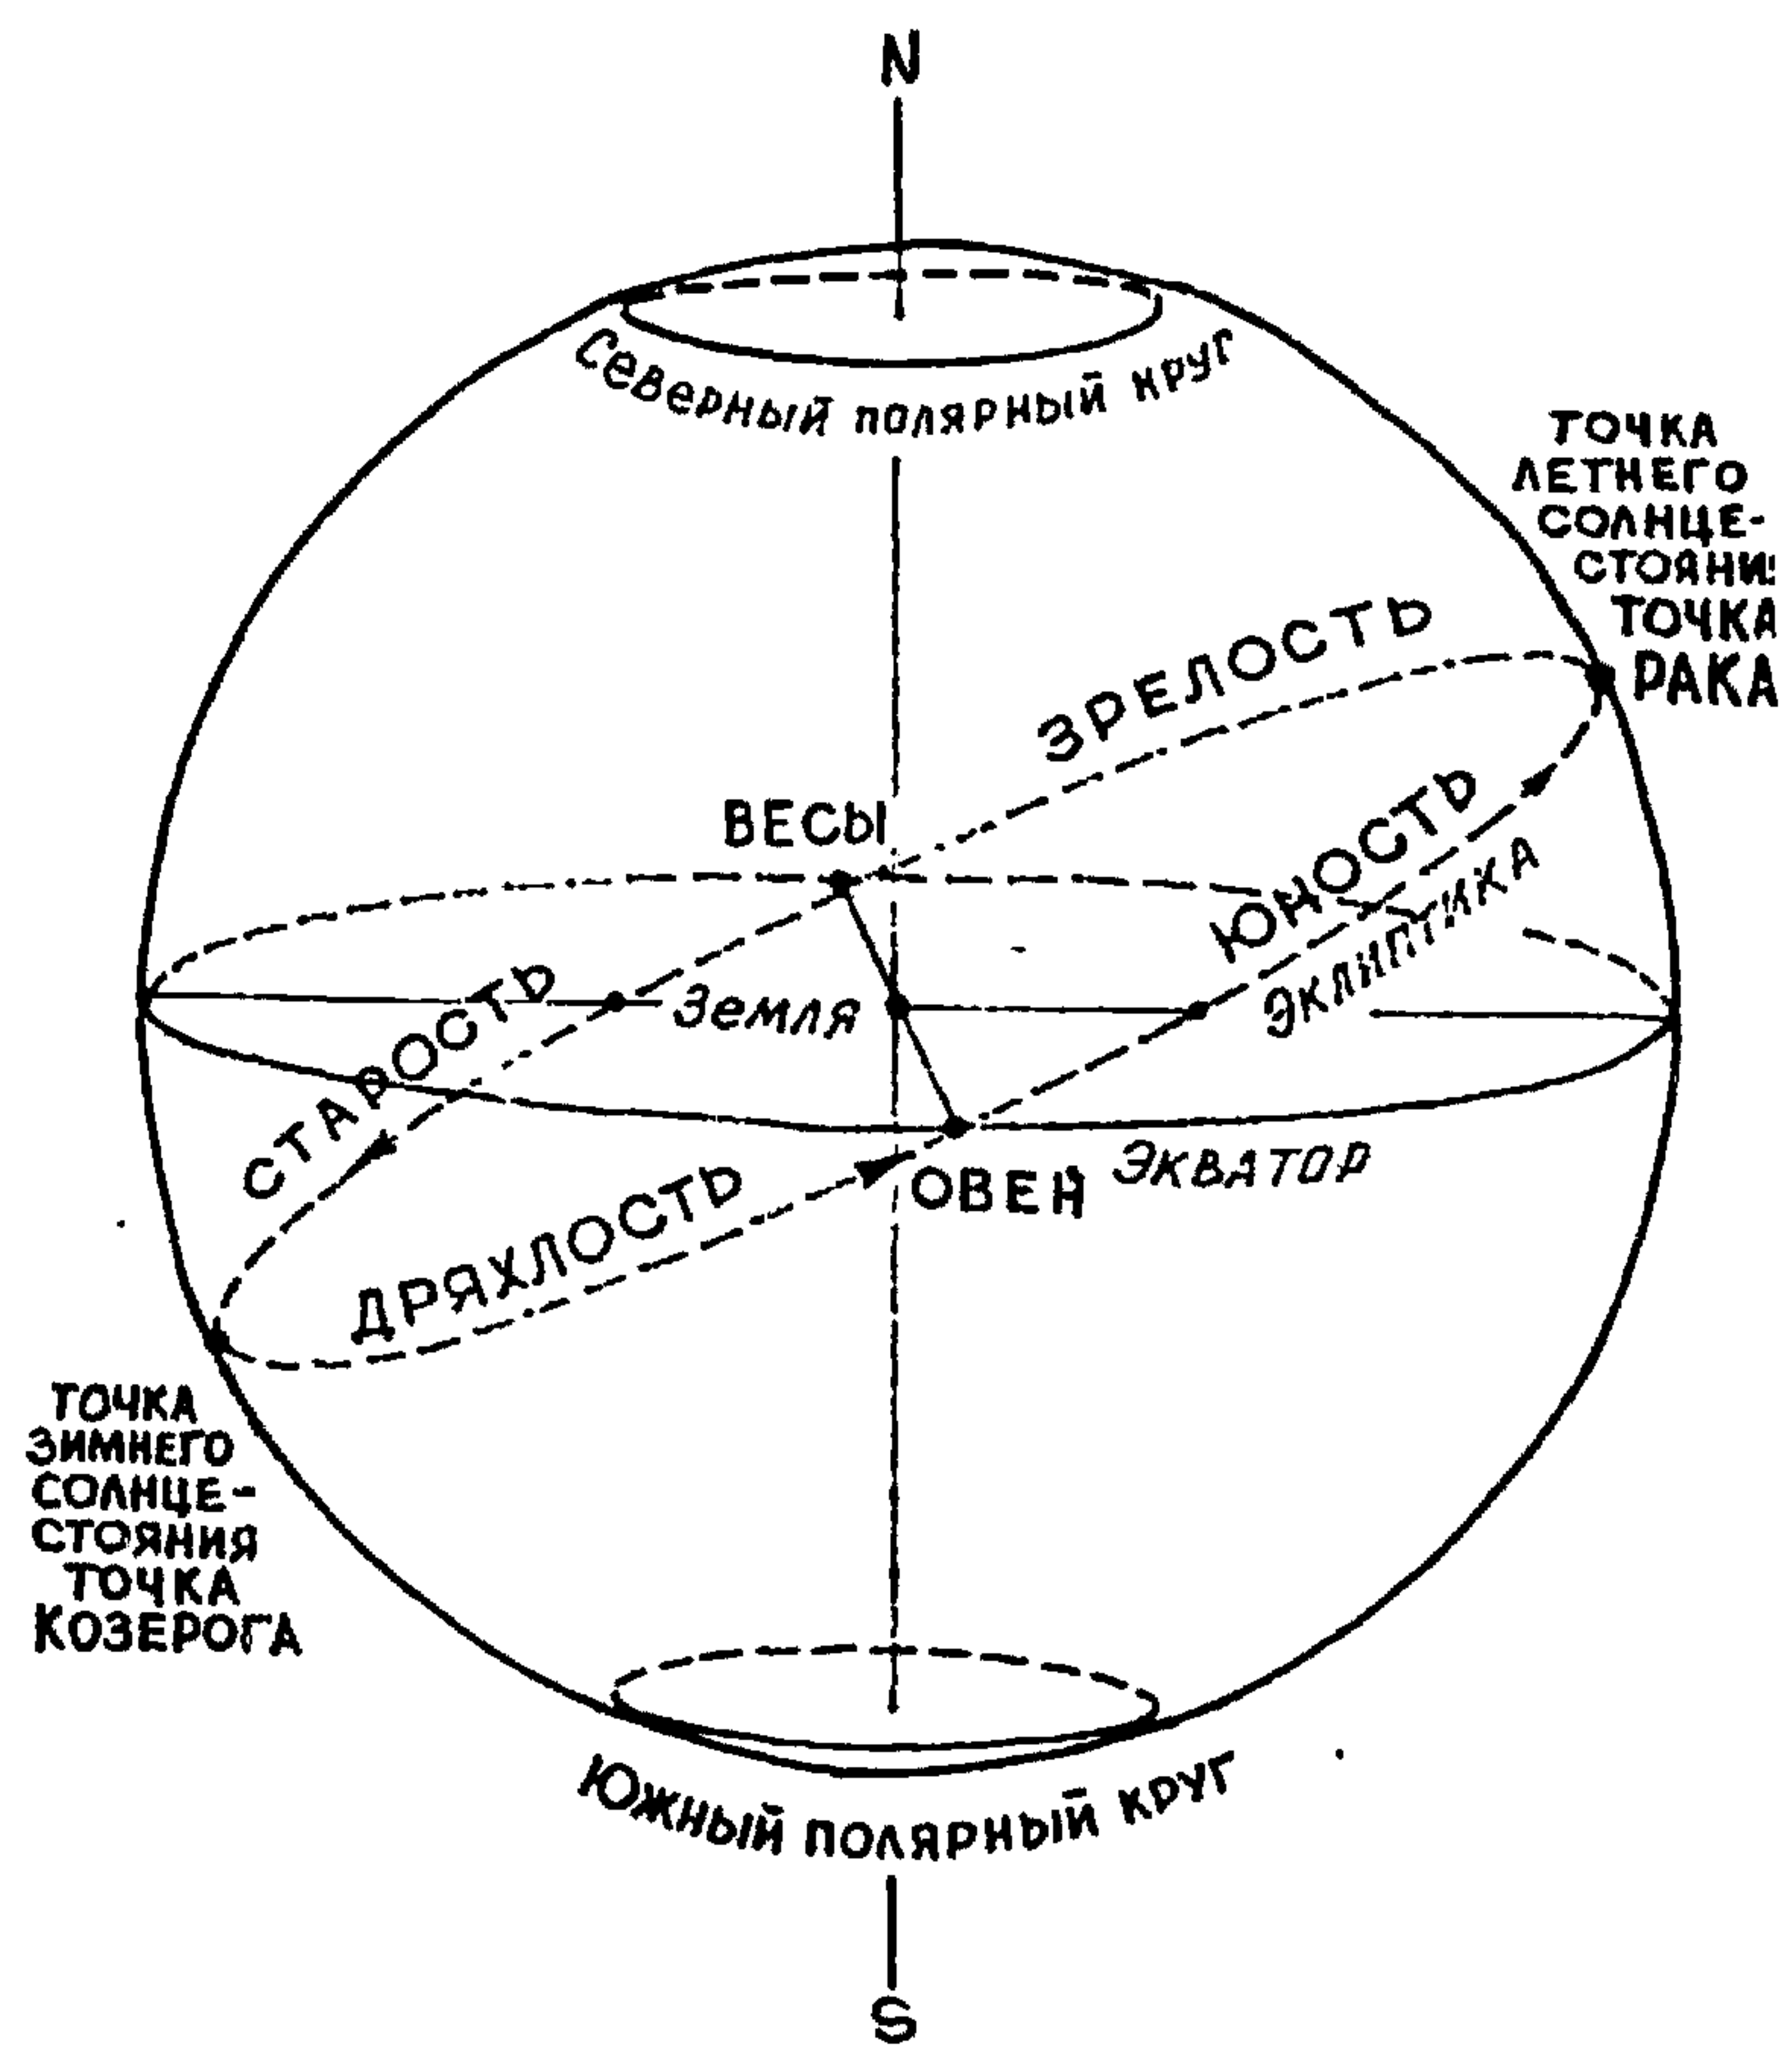 N
Северный полярный круг
ТОЧКА
ЛЕТНЕГО
СОЛНЦЕ-
СТОЯНИ
ТОЧКА
РАКА
ЗРЕЛОСТЬ
ЮНОСТЬ
ВЕСЫ
ЭКЛИПТИКА
Земля
СТАРОСТЬ
ЭКВАТОР
ОВЕН
ДРЯХЛОСТЬ
ТОЧКА
ЗИМНЕГО
СОЛНЦЕ-
СТОЯНИЯ
ТОЧКА
КОЗЕРОГА
Южный полярный круг
S